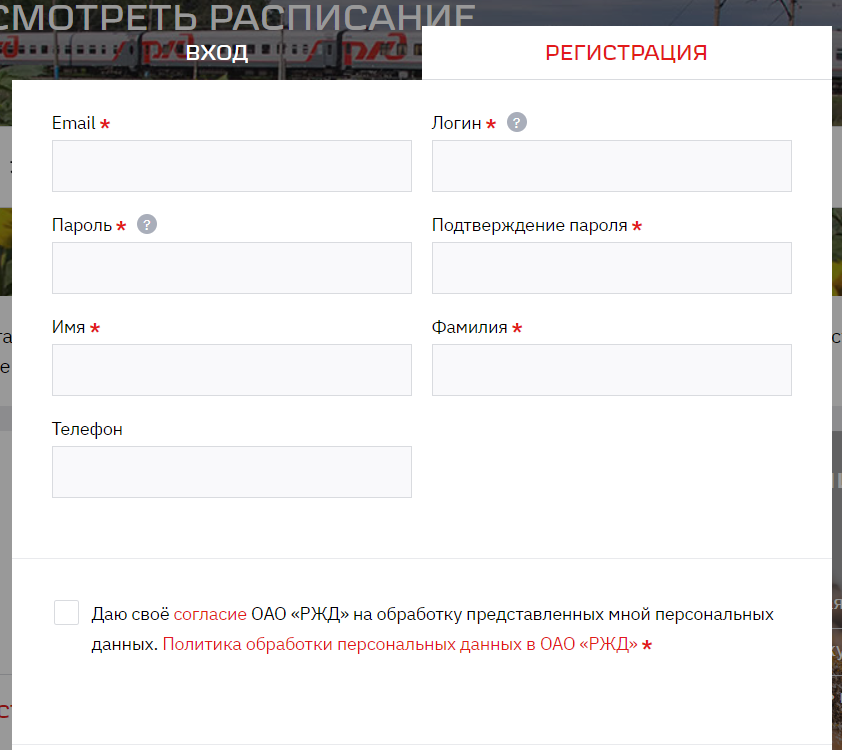 СМОТРЕТЬ РАСПИСАНИЕ
ВХОД РЕГИСТРАЦИЯ
Email * Логин * ?
Пароль * ? Подтверждение пароля *
Имя * Фамилия *
Телефон
Даю своё согласие ОАО «РЖД» на обработку представленных мной персональных
данных. Политика обработки персональных данных в ОАО «РЖД» *